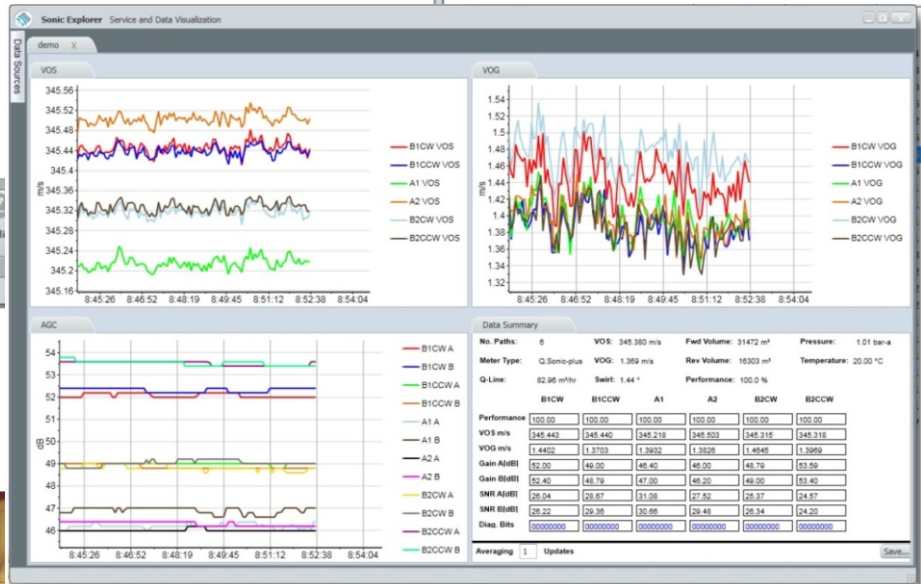 Sonic Explorer Service and Data Visualization
Data Sources
demo X
VOS
345.56
345.52
345.48
345.44
345.4
345.36
345.32
345.28
345.24
345.2
345.16
m/s
8:45:26 8:46:52 8:48:19 8:49:45 8:51:12 8:52:38 8:54:04
B1CW VOS
B1CCW VOS
A1 VOS
A2 VOS
B2CW VOS
B2CCW VOS
VOG
1.54
1.52
1.5
1.48
1.46
1.44
1.42
1.4
1.38
1.36
1.34
1.32
m/s
8:45:26 8:46:52 8:48:19 8:49:45 8:51:12 8:52:38 8:54:04
B1CW VOG
B1CCW VOG
A1 VOG
A2 VOG
B2CW VOG
B2CCW VOG
AGC
54
53
52
51
50
49
48
47
46
dB
8:45:26 8:46:52 8:48:19 8:49:45 8:51:12 8:52:38 8:54:04
B1CW A
B1CW B
B1CCW A
B1CCW B
A1 A
A1 B
A2 A
A2 B
B2CW A
B2CW B
B2CCW A
B2CCW B
Data Summary
No. Paths: 6 VOS: 345.380 m/s Fwd Volume: 31472 m³ Pressure: 1.01 bar-a
Meter Type: Q.Sonic-plus VOG: 1.369 m/s Rev Volume: 16303 m³ Temperature: 20.00 °C
Q-Line: 82.96 m³/hr Swirl: 1.44 ° Performance: 100.0 %
B1CW B1CCW A1 A2 B2CW B2CCW
Performance 100.00 100.00 100.00 100.00 100.00 100.00
VOS m/s 345.443 345.440 345.218 345.503 345.315 345.318
VOG m/s 1.4402 1.3703 1.3932 1.3826 1.4645 1.3969
Gain A[dB] 52.00 49.00 46.40 46.00 48.79 53.59
Gain B[dB] 52.40 48.79 47.00 46.20 49.00 53.40
SNR A[dB] 26.04 28.67 31.08 27.52 25.37 24.57
SNR B[dB] 26.22 29.36 30.66 29.48 26.34 24.20
Diag. Bits 00000000 00000000 00000000 00000000 00000000 00000000
Averaging 1 Updates Save...